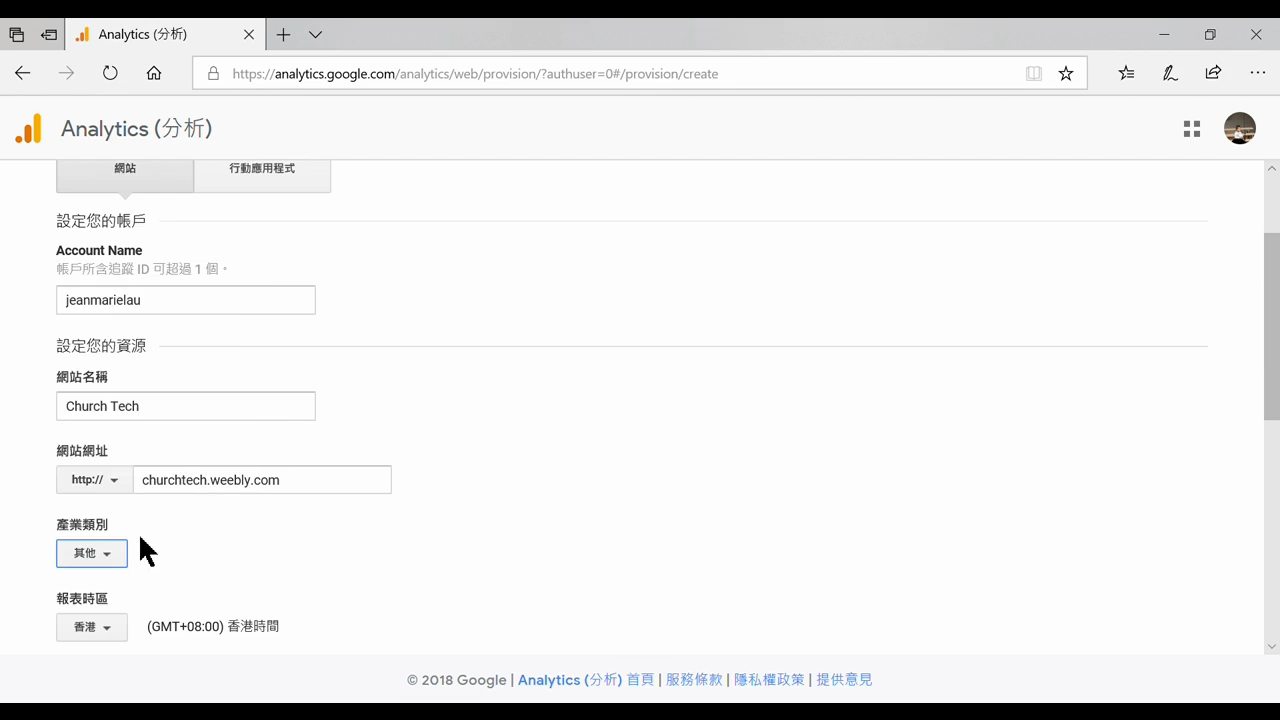 Analytics (分析)
https://analytics.google.com/analytics/web/provision/?authuser=0#/provision/create
Analytics (分析)
網站
行動應用程式
設定您的帳戶
Account Name
帳戶所含追蹤 ID 可超過 1 個。
jeanmarielau
設定您的資源
網站名稱
Church Tech
網站網址
http:// churchtech.weebly.com
產業類別
其他
報表時區
香港 (GMT+08:00) 香港時間
© 2018 Google | Analytics (分析) 首頁 | 服務條款 | 隱私權政策 | 提供意見